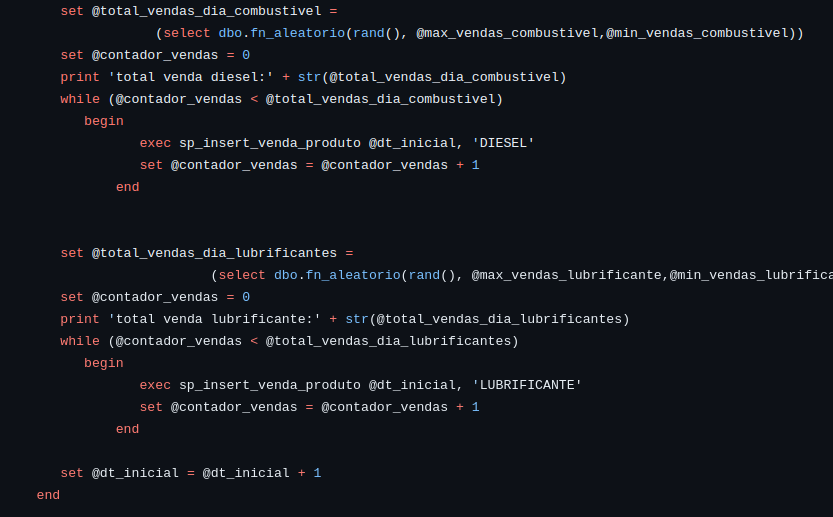 set @total_vendas_dia_combustivel =
(select dbo.fn_aleatorio(rand(), @max_vendas_combustivel,@min_vendas_combustivel))
set @contador_vendas = 0
print 'total venda diesel:' + str(@total_vendas_dia_combustivel)
while (@contador_vendas < @total_vendas_dia_combustivel)
begin
exec sp_insert_venda_produto @dt_inicial, 'DIESEL'
set @contador_vendas = @contador_vendas + 1
end
set @total_vendas_dia_lubrificantes =
(select dbo.fn_aleatorio(rand(), @max_vendas_lubrificante,@min_vendas_lubrifica
set @contador_vendas = 0
print 'total venda lubrificante:' + str(@total_vendas_dia_lubrificantes)
while (@contador_vendas < @total_vendas_dia_lubrificantes)
begin
exec sp_insert_venda_produto @dt_inicial, 'LUBRIFICANTE'
set @contador_vendas = @contador_vendas + 1
end
set @dt_inicial = @dt_inicial + 1
end